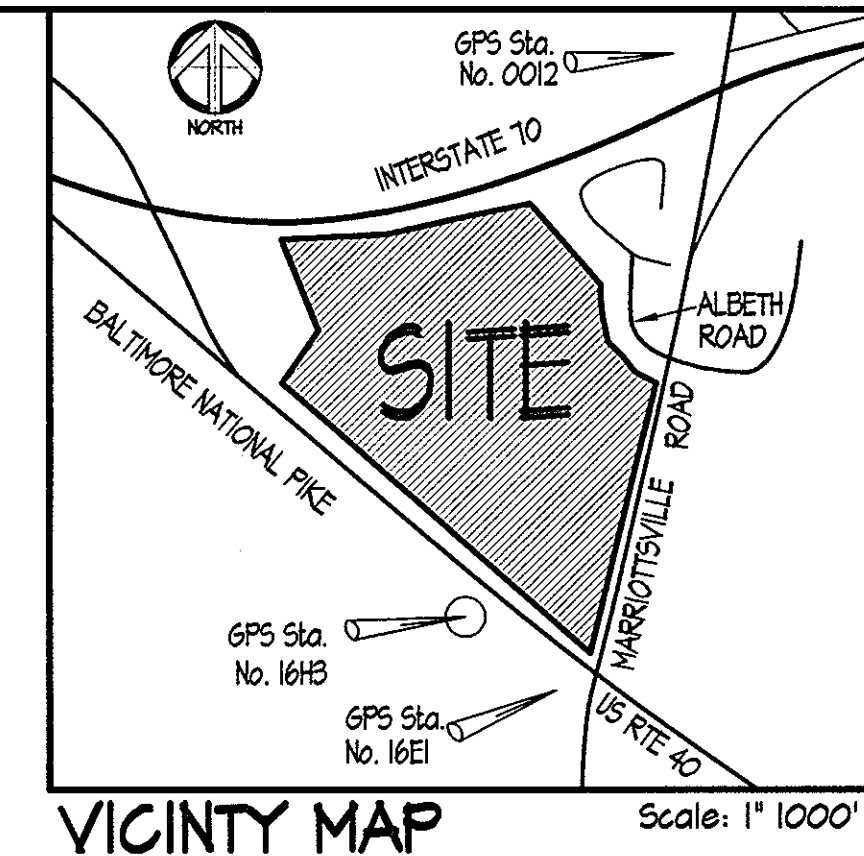 GPS Sta.
No. 0012
NORTH
INTERSTATE 70
ALBETH
ROAD
SITE
BALTIMORE NATIONAL PIKE
MARRIOTTSVILLE ROAD
GPS Sta.
No. 16H3
GPS Sta.
No. 16E1
US RTE 40
VICINTY MAP
Scale: 1" 1000'